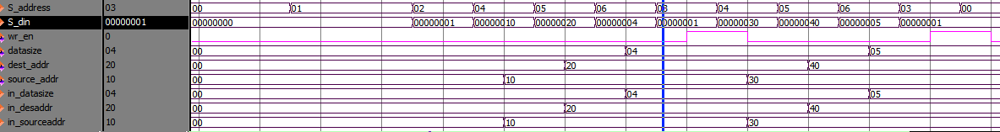 S_address 03 00 01 02 04 05 06 03 04 05 06 03 00
S_din 00000001 00000000 00000001 00000010 00000020 00000004 00000001 00000030 00000040 00000005 00000001
wr_en 0
datasize 04 00 04 05
dest_addr 20 00 20 40
source_addr 10 00 10 30
in_datasize 04 00 04 05
in_desaddr 20 00 20 40
in_sourceaddr 10 00 10 30